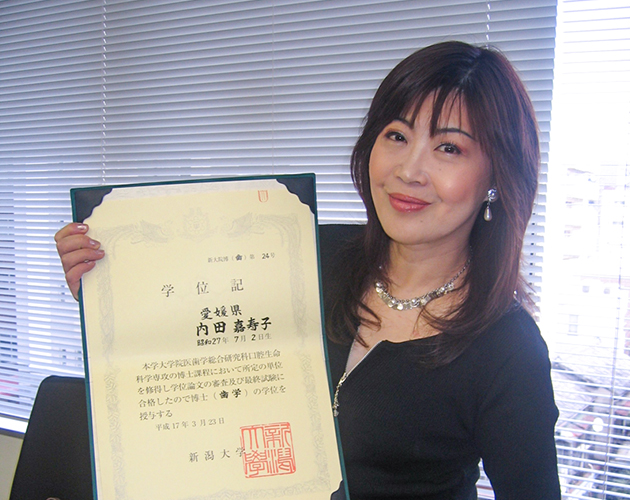 新大院博（歯）第 24号
学位記
愛媛県
内田 嘉寿子
昭和27年 7月 2日生
本学大学院医歯学総合研究科口腔生命
科学専攻の博士課程において所定の単位
を修得し学位論文の審査及び最終試験に
合格したので博士（歯学）の学位を
授与する
平成17年3月23日
新潟大学